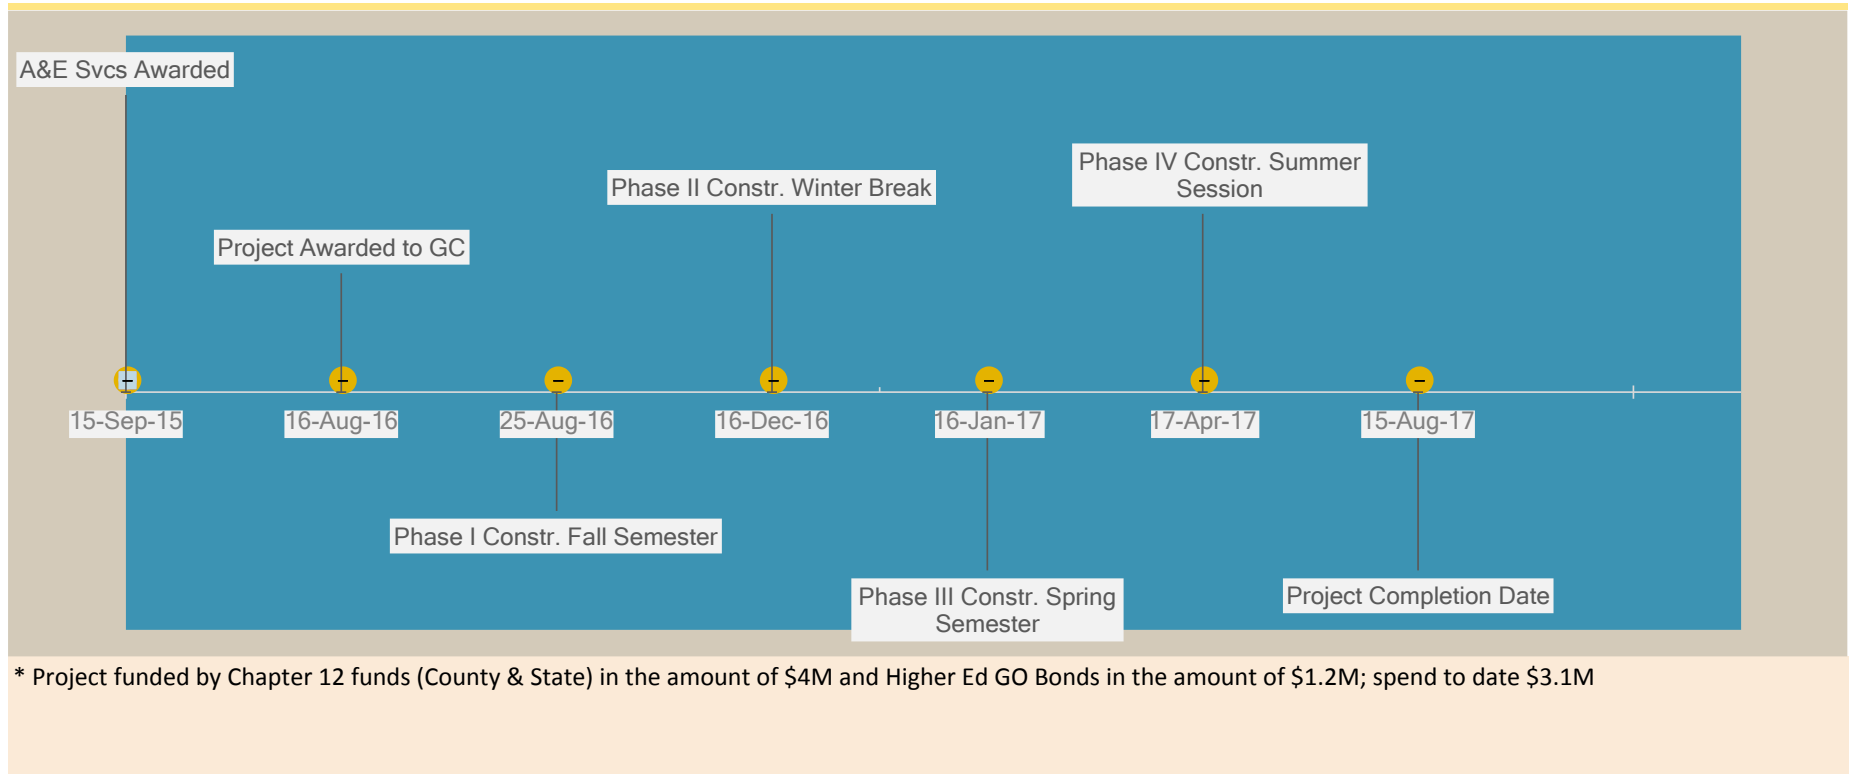 A&E Svcs Awarded
Phase IV Constr. Summer
Session
Phase II Constr. Winter Break
Project Awarded to GC
15-Sep-15
16-Aug-16
25-Aug-16
16-Dec-16
16-Jan-17
17-Apr-17
15-Aug-17
Phase I Constr. Fall Semester
Phase III Constr. Spring
Semester
Project Completion Date
* Project funded by Chapter 12 funds (County & State) in the amount of $4M and Higher Ed GO Bonds in the amount of $1.2M; spend to date $3.1M